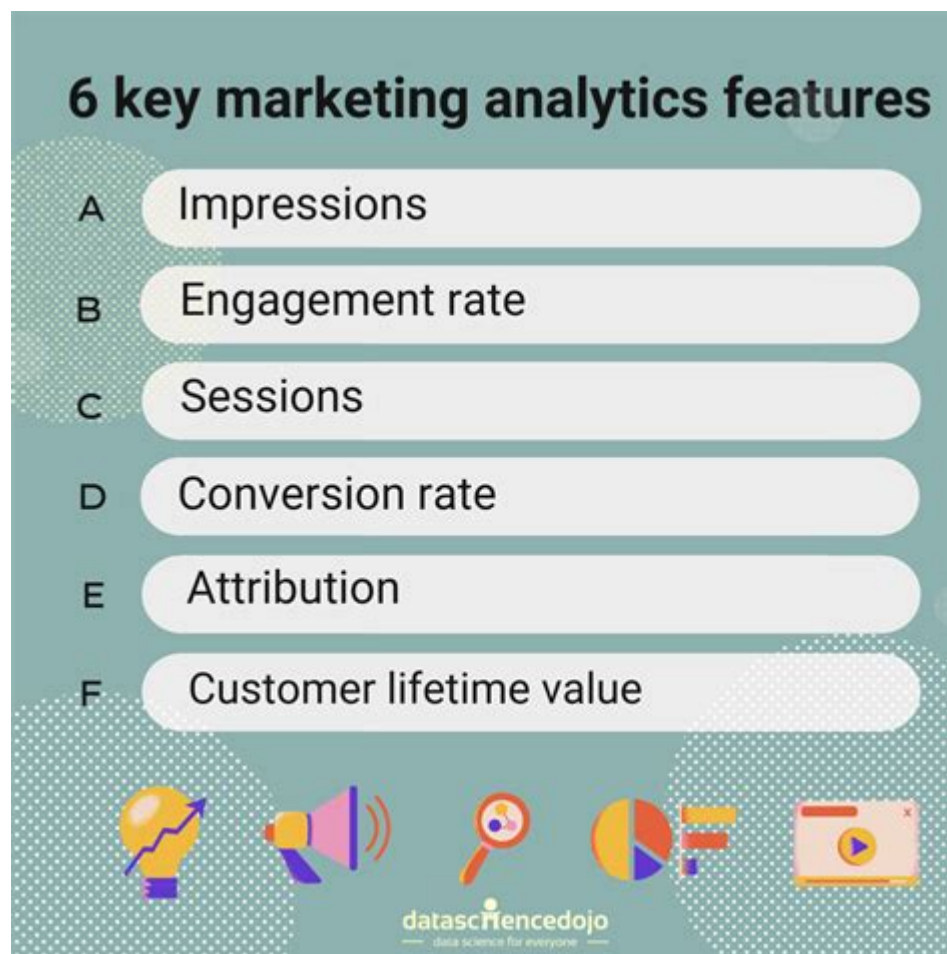 6 key marketing analytics features
A Impressions
B Engagement rate
C Sessions
D Conversion rate
E Attribution
F Customer lifetime value
datasciencedojo
data science for everyone